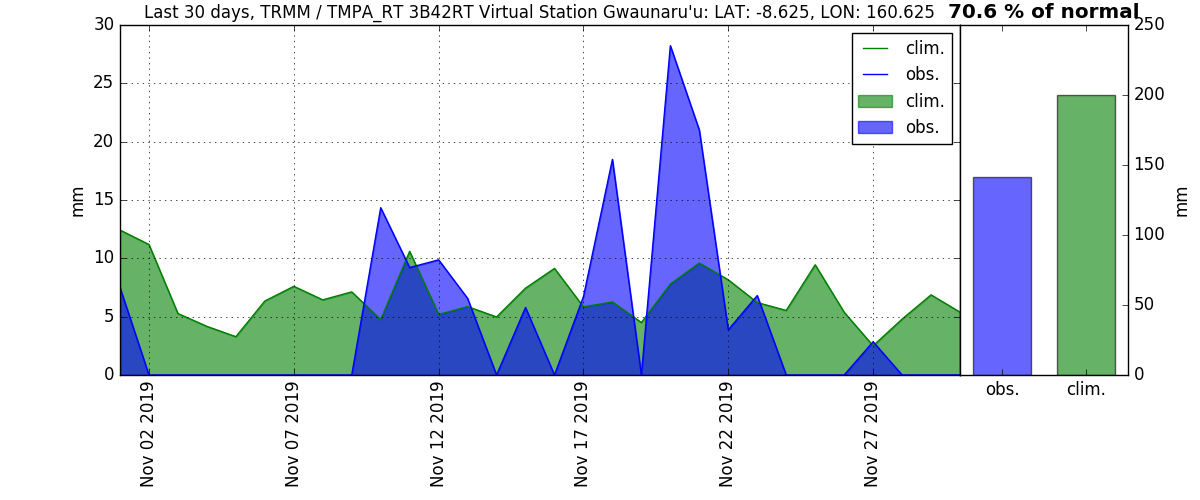 Last 30 days, TRMM / TMPA_RT 3B42RT Virtual Station Gwaunaru'u: LAT: -8.625, LON: 160.625 70.6 % of normal
30
25
20
15
10
5
0
mm
clim.
obs.
clim.
obs.
250
200
150
100
50
0
mm
obs.
clim.
Nov 02 2019
Nov 07 2019
Nov 12 2019
Nov 17 2019
Nov 22 2019
Nov 27 2019